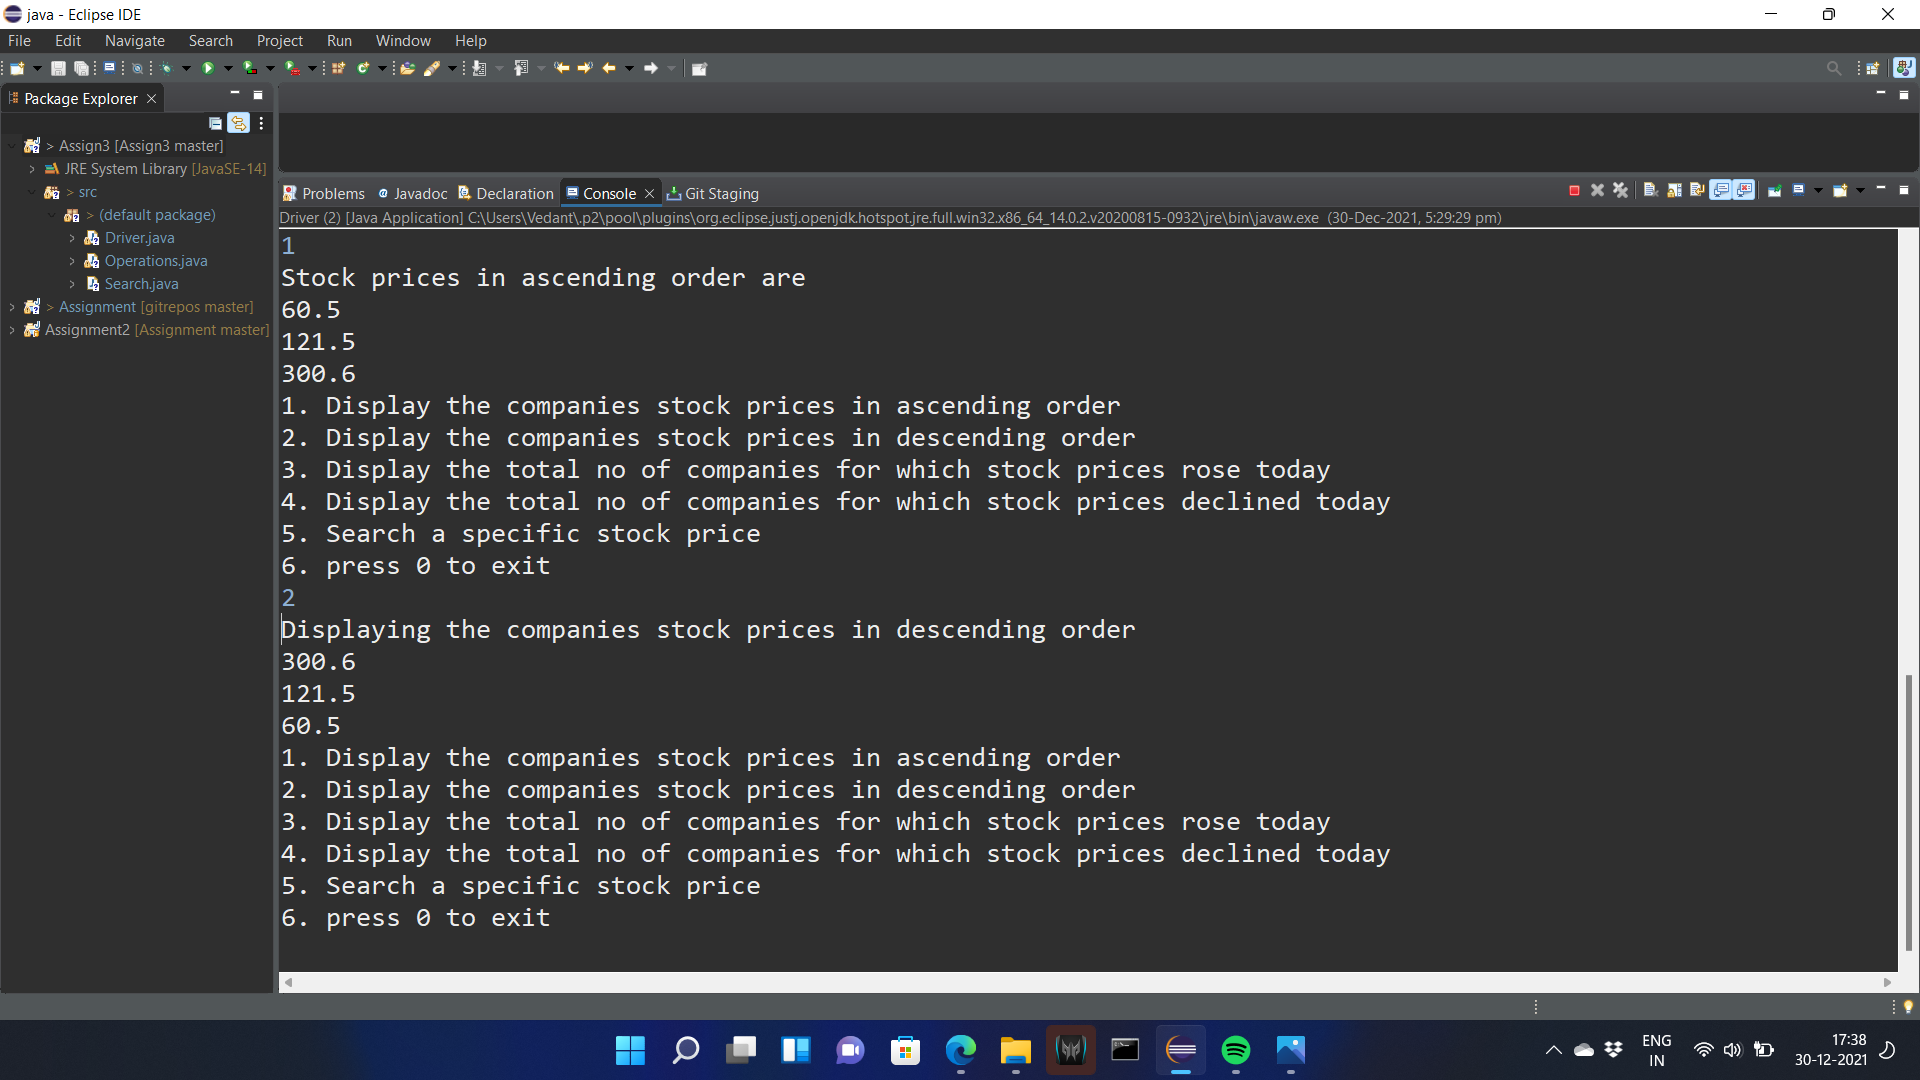 java - Eclipse IDE
File Edit Navigate Search Project Run Window Help
Package Explorer
> Assign3 [Assign3 master]
JRE System Library [JavaSE-14]
> src
> (default package)
Driver.java
Operations.java
Search.java
> Assignment [gitrepos master]
Assignment2 [Assignment master]
Problems @ Javadoc Declaration Console Git Staging
Driver (2) [Java Application] C:\Users\Vedant\.p2\pool\plugins\org.eclipse.justj.openjdk.hotspot.jre.full.win32.x86_64_14.0.2.v20200815-0932\jre\bin\javaw.exe (30-Dec-2021, 5:29:29 pm)
1
Stock prices in ascending order are
60.5
121.5
300.6
1. Display the companies stock prices in ascending order
2. Display the companies stock prices in descending order
3. Display the total no of companies for which stock prices rose today
4. Display the total no of companies for which stock prices declined today
5. Search a specific stock price
6. press 0 to exit
2
Displaying the companies stock prices in descending order
300.6
121.5
60.5
1. Display the companies stock prices in ascending order
2. Display the companies stock prices in descending order
3. Display the total no of companies for which stock prices rose today
4. Display the total no of companies for which stock prices declined today
5. Search a specific stock price
6. press 0 to exit
ENG
IN
17:38
30-12-2021